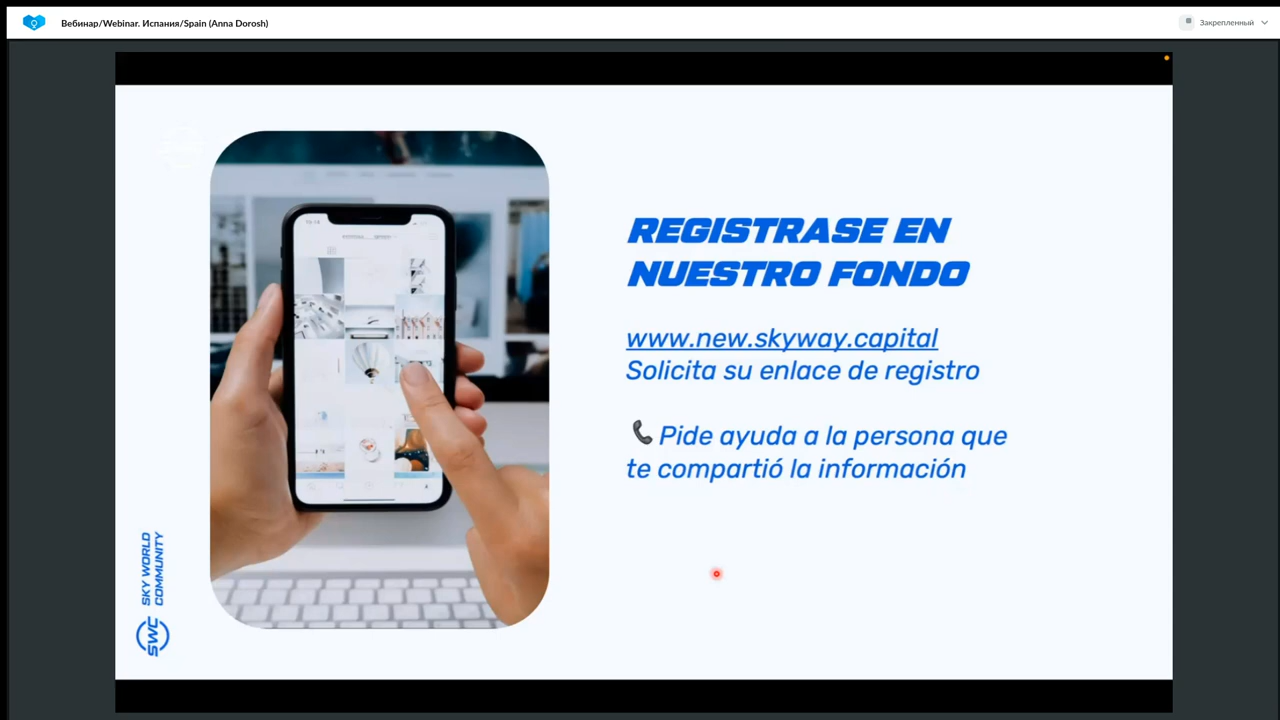 Вебинар/Webinar. Испания/Spain (Anna Dorosh)
Закрепленный
REGISTRASE EN
NUESTRO FONDO
www.new.skyway.capital
Solicita su enlace de registro
Pide ayuda a la persona que
te compartió la información
SKY WORLD
COMMUNITY
SWC